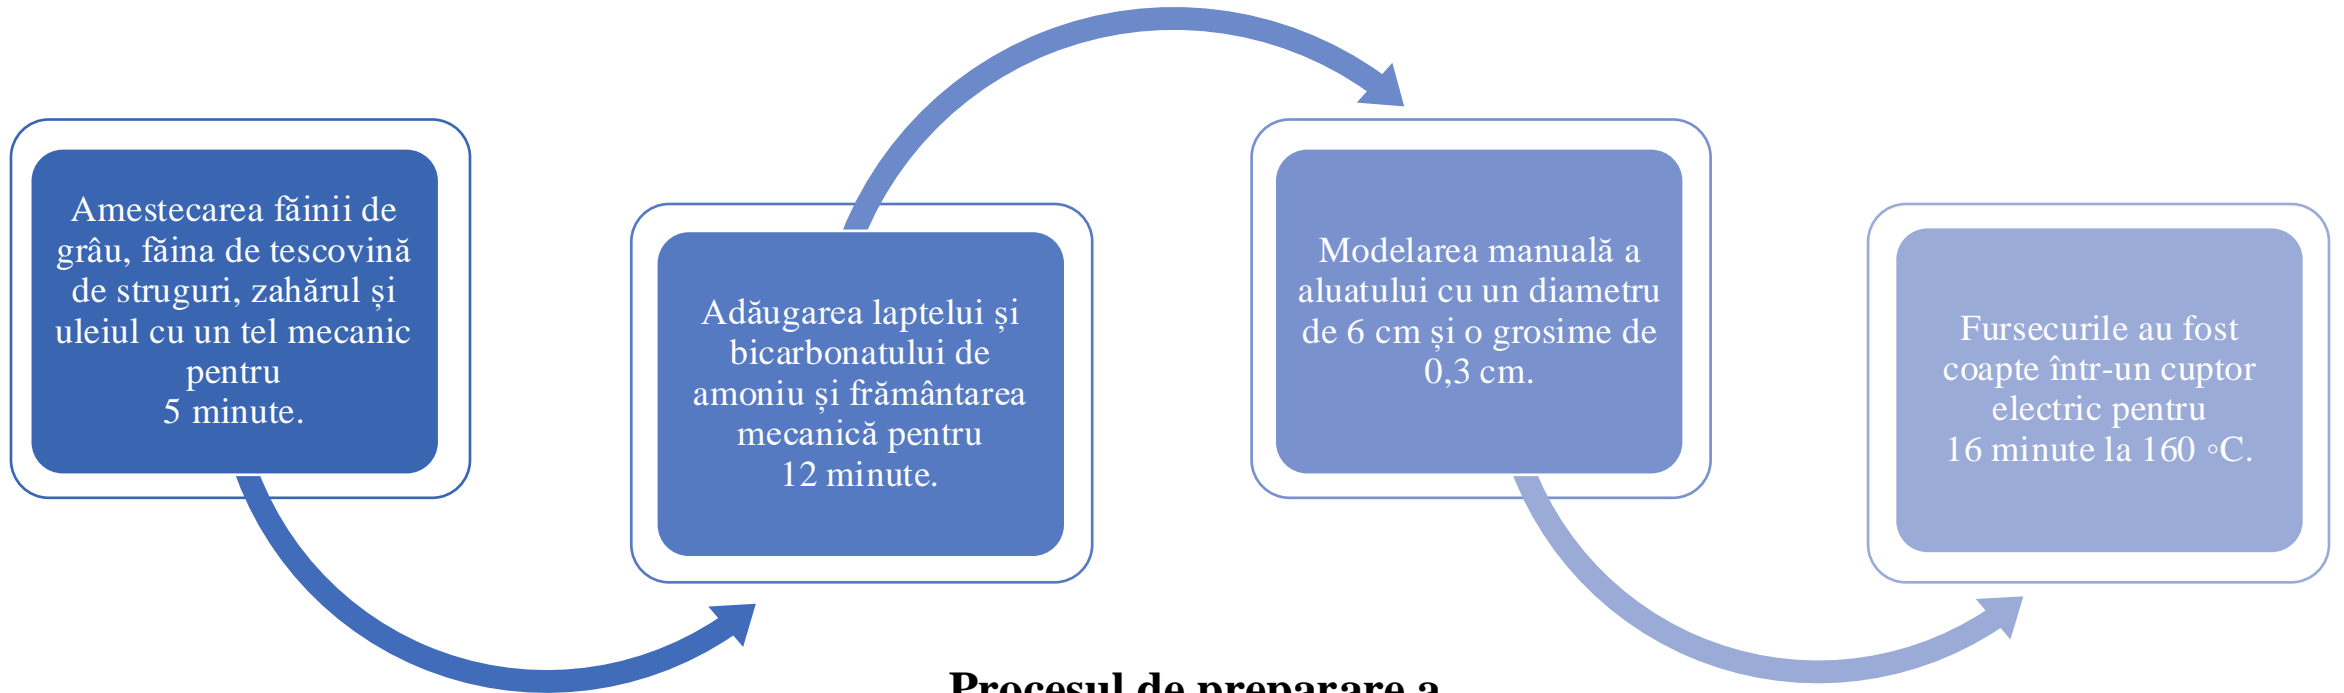 Amestecarea făinii de
grâu, făina de tescovină
de struguri, zahărul și
uleiul cu un tel mecanic
pentru
5 minute.
Adăugarea laptelui și
bicarbonatului de
amoniu și frământarea
mecanică pentru
12 minute.
Modelarea manuală a
aluatului cu un diametru
de 6 cm și o grosime de
0,3 cm.
Fursecurile au fost
coapte într-un cuptor
electric pentru
16 minute la 160 ◦C.
Procesul de preparare a